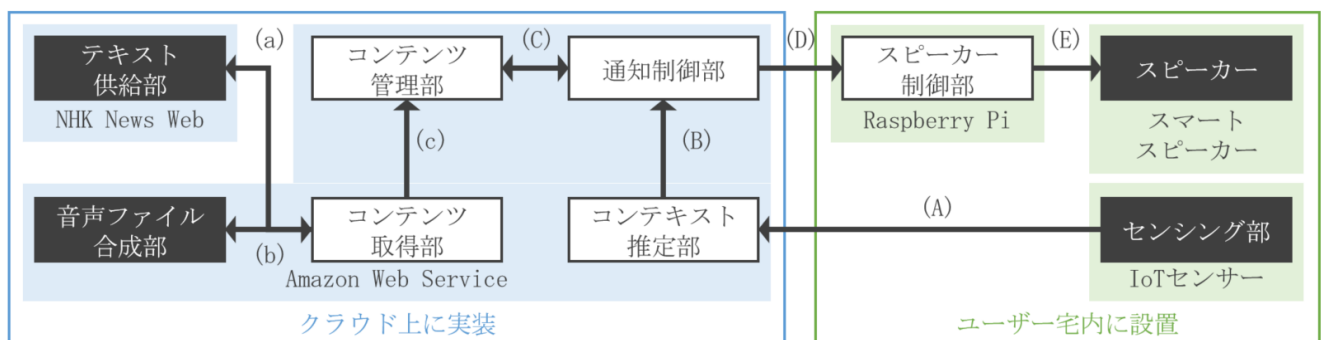 テキスト
供給部
NHK News Web
(a)
コンテンツ
管理部
(C)
通知制御部
(D)
スピーカー
制御部
Raspberry Pi
(E)
スピーカー
スマート
スピーカー
(c)
(B)
音声ファイル
合成部
(b)
コンテンツ
取得部
Amazon Web Service
コンテキスト
推定部
(A)
センシング部
IoTセンサー
クラウド上に実装
ユーザー宅内に設置